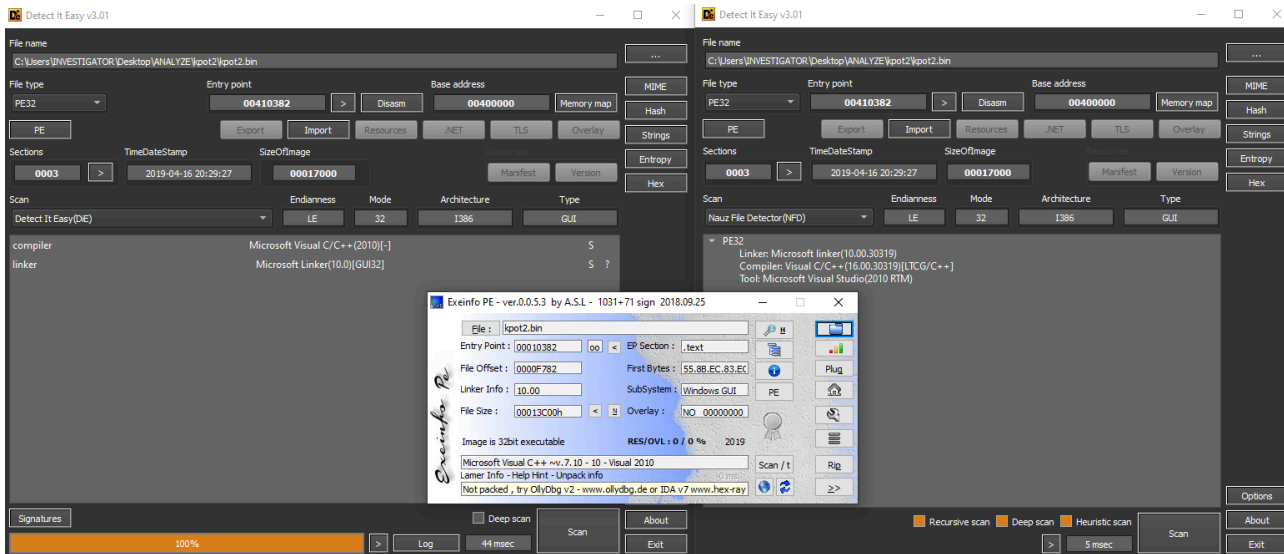 Detect It Easy v3.01
File name
C:\Users\INVESTIGATOR\Desktop\ANALYZE\kpot2\kpot2.bin
...
File type Entry point Base address
PE32 00410382 > Disasm 00400000 Memory map
MIME
Hash
Strings
Entropy
Hex
PE Export Import Resources .NET TLS Overlay
Sections TimeDateStamp SizeOfImage Resources
0003 > 2019-04-16 20:29:27 00017000 Manifest Version
Scan Endianness Mode Architecture Type
Detect It Easy(DiE) LE 32 I386 GUI
compiler Microsoft Visual C/C++(2010)[-] S
linker Microsoft Linker(10.0)[GUI32] S ?
Signatures Deep scan Scan About
100% > Log 44 msec Exit
Detect It Easy v3.01
File name
C:\Users\INVESTIGATOR\Desktop\ANALYZE\kpot2\kpot2.bin
...
File type Entry point Base address
PE32 00410382 > Disasm 00400000 Memory map
MIME
Hash
Strings
Entropy
Hex
PE Export Import Resources .NET TLS Overlay
Sections TimeDateStamp SizeOfImage Resources
0003 > 2019-04-16 20:29:27 00017000 Manifest Version
Scan Endianness Mode Architecture Type
Nauz File Detector(NFD) LE 32 I386 GUI
PE32
Linker: Microsoft linker(10.00.30319)
Compiler: Visual C/C++(16.00.30319)[LTCG/C++]
Tool: Microsoft Visual Studio(2010 RTM)
Options
Recursive scan Deep scan Heuristic scan Scan About
> 5 msec Exit
Exeinfo PE - ver.0.0.5.3 by A.S.L - 1031+71 sign 2018.09.25
Exeinfo Pe
File : kpot2.bin H
Entry Point : 00010382 oo < EP Section : .text
File Offset : 0000F782 First Bytes : 55.8B.EC.83.EC Plug
Linker Info : 10.00 SubSystem : Windows GUI PE
File Size : 00013C00h < N Overlay : NO 00000000
Image is 32bit executable RES/OVL : 0 / 0 % 2019
Microsoft Visual C++ ~v.7.10 - 10 - Visual 2010 Scan / t Rip
Lamer Info - Help Hint - Unpack info 0 ms.
Not packed , try OllyDbg v2 - www.ollydbg.de or IDA v7 www.hex-ray >>